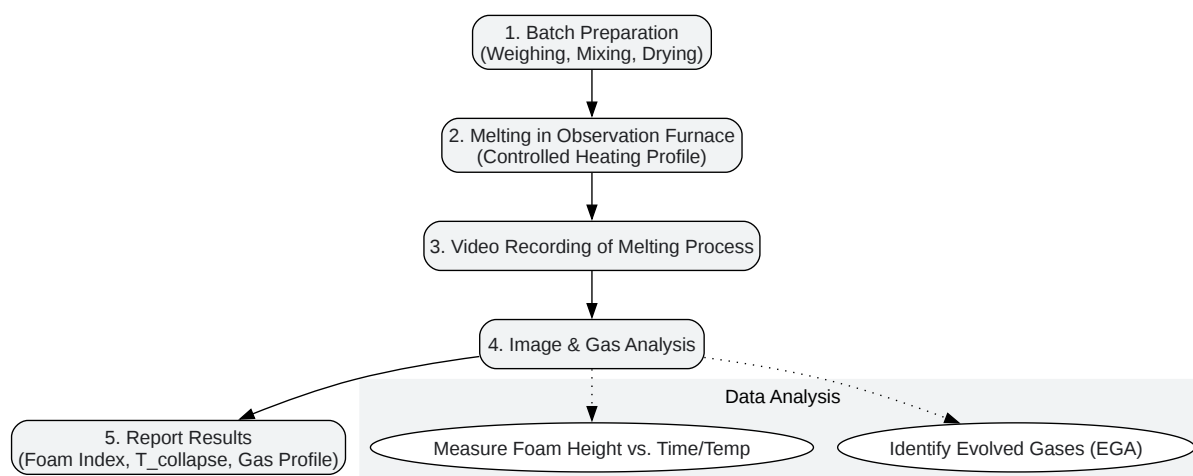 1. Batch Preparation
(Weighing, Mixing, Drying)
2. Melting in Observation Furnace
(Controlled Heating Profile)
3. Video Recording of Melting Process
4. Image & Gas Analysis
Data Analysis
5. Report Results
(Foam Index, T_collapse, Gas Profile)
Measure Foam Height vs. Time/Temp
Identify Evolved Gases (EGA)